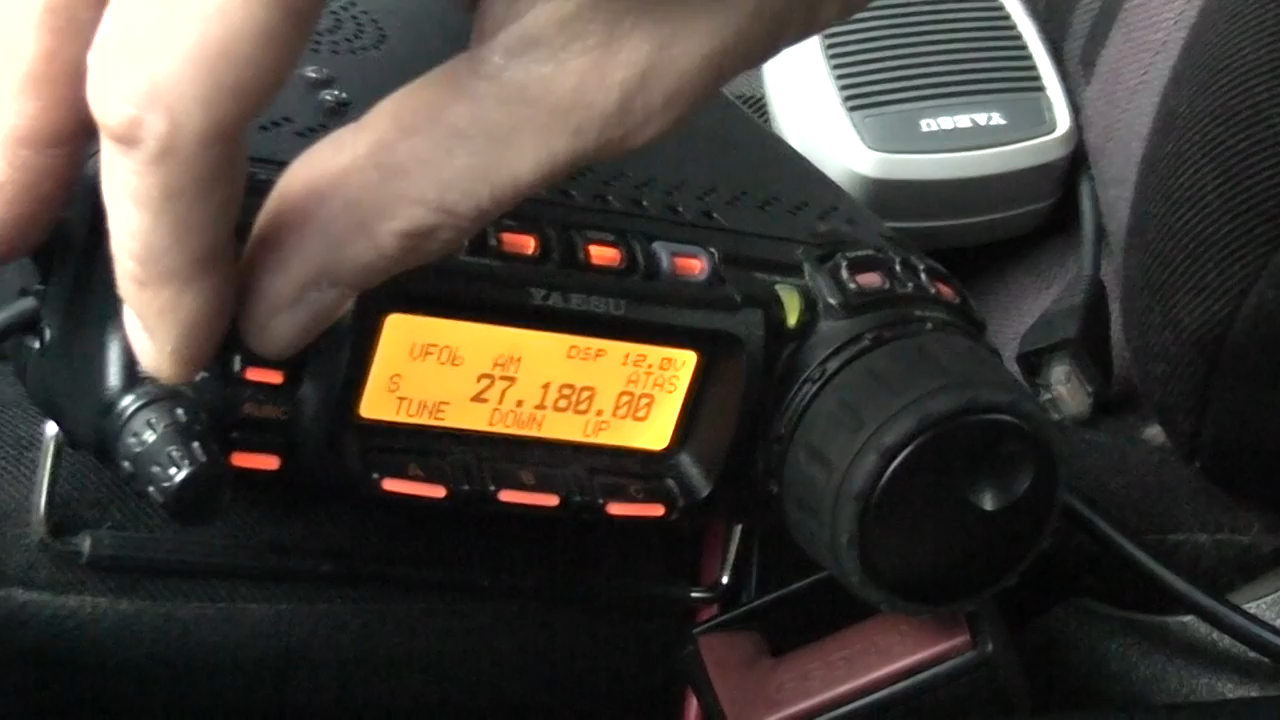 YAESU
YAESU
VFOb AM DSP 12.0V
ATAS
S 27.180.00
TUNE DOWN UP
A B C